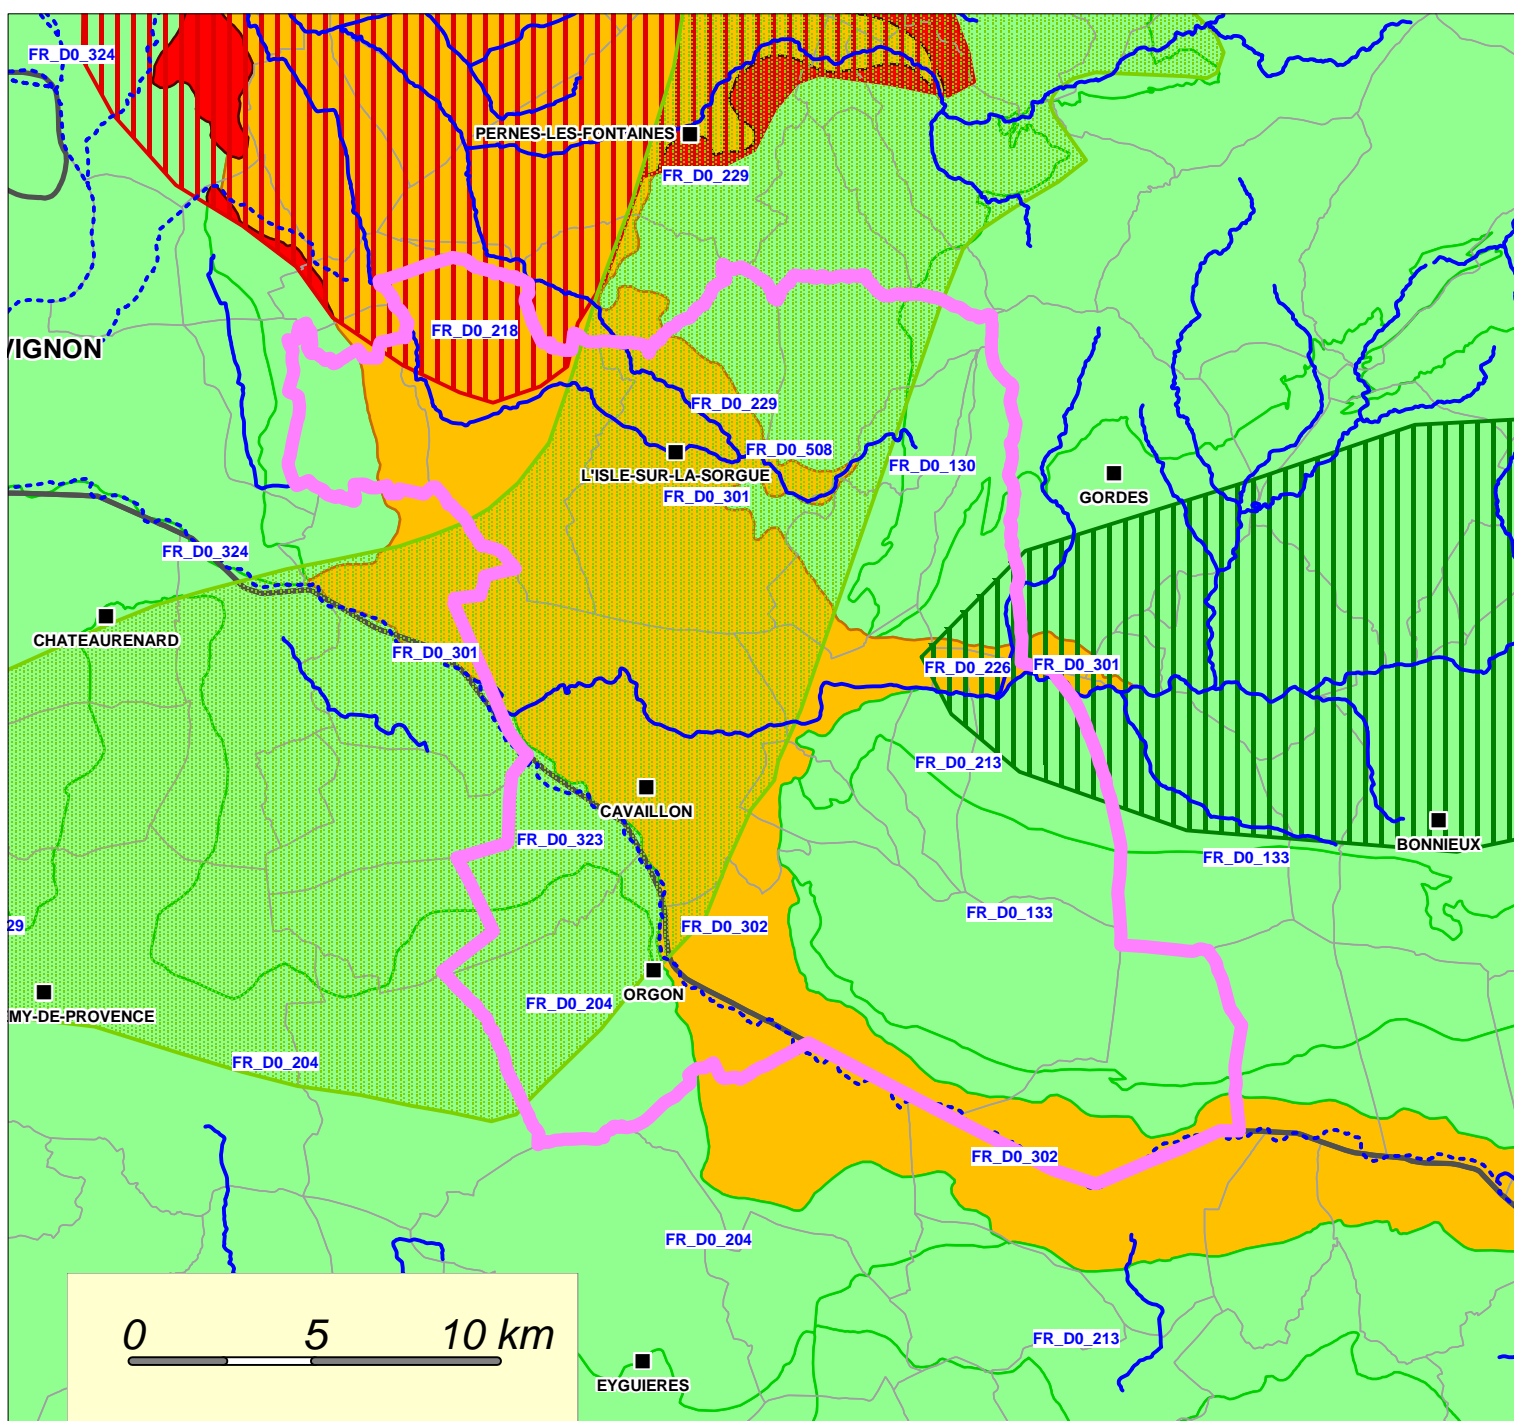 FR_D0_324
PERNES-LES-FONTAINES
FR_D0_229
FR_D0_218
VIGNON
FR_D0_229
FR_D0_508
L'ISLE-SUR-LA-SORGUE
FR_D0_130
GORDES
FR_D0_301
FR_D0_324
CHATEAURENARD
FR_D0_301
FR_D0_226
FR_D0_301
FR_D0_213
CAVAILLON
FR_D0_323
BONNIEUX
FR_D0_133
FR_D0_133
29
FR_D0_302
ORGON
FR_D0_204
EMY-DE-PROVENCE
FR_D0_204
FR_D0_302
FR_D0_204
FR_D0_213
0 5 10 km
EYGUIERES